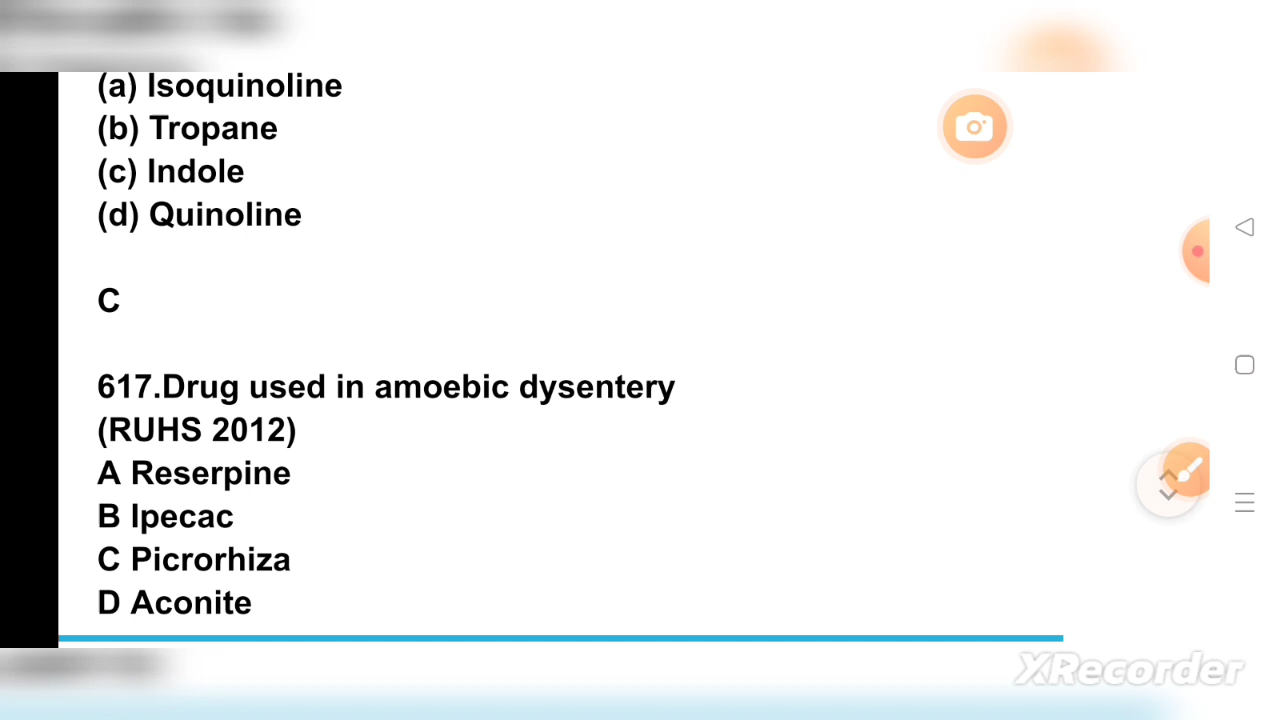 (a) Isoquinoline
(b) Tropane
(c) Indole
(d) Quinoline
C
617.Drug used in amoebic dysentery
(RUHS 2012)
A Reserpine
B Ipecac
C Picrorhiza
D Aconite
XRecorder